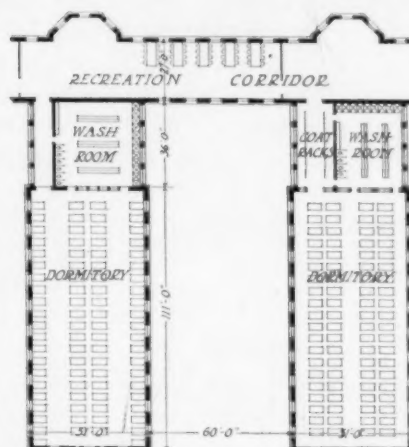 RECREATION CORRIDOR
WASH
ROOM
36'-0"
COAT
RACKS
WASH
ROOM
DORMITORY
DORMITORY
111'-0"
60'-0"